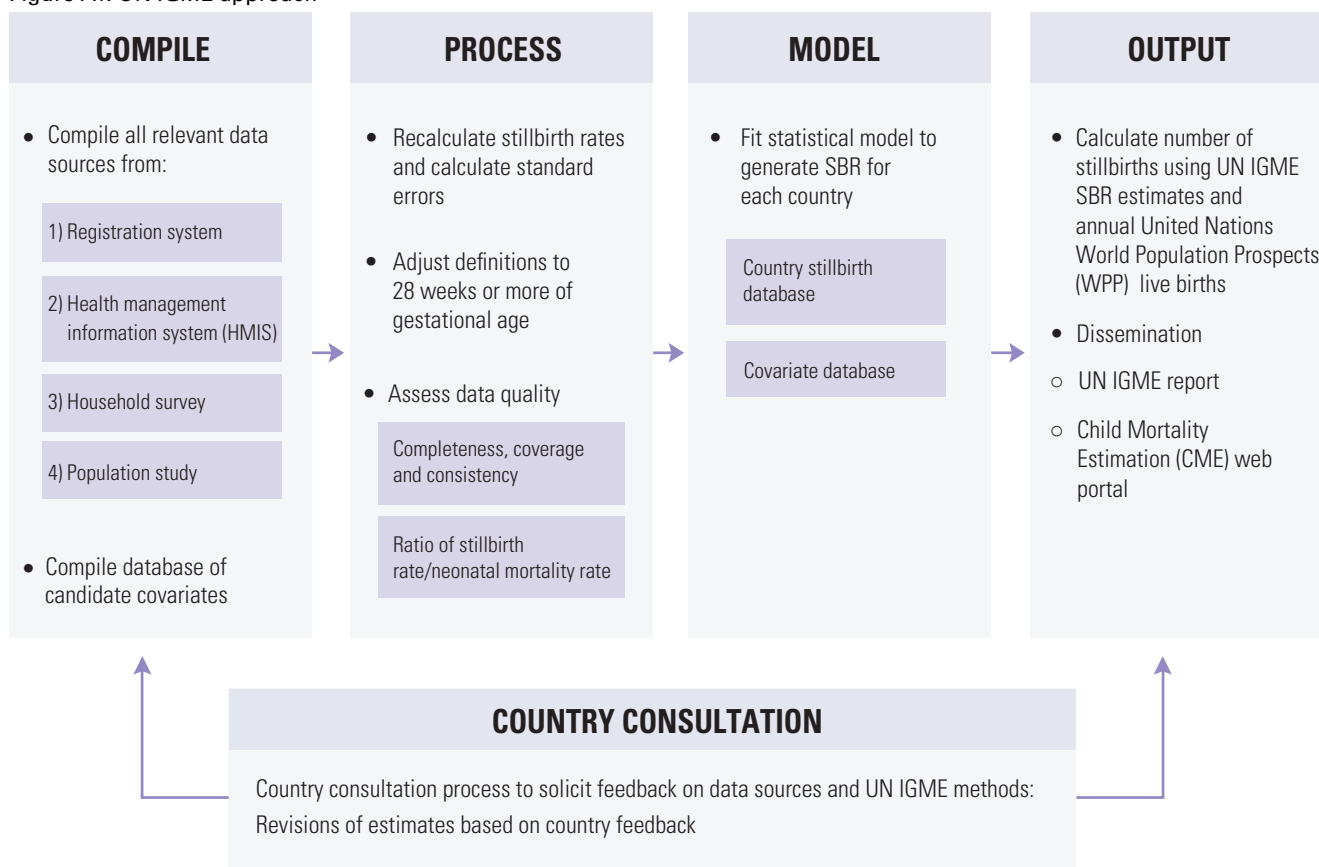 COMPILE
• Compile all relevant data
sources from:
1) Registration system
2) Health management
information system (HMIS)
3) Household survey
4) Population study
• Compile database of
candidate covariates
PROCESS
• Recalculate stillbirth rates
and calculate standard
errors
• Adjust definitions to
28 weeks or more of
gestational age
• Assess data quality
Completeness, coverage
and consistency
Ratio of stillbirth
rate/neonatal mortality rate
MODEL
• Fit statistical model to
generate SBR for
each country
Country stillbirth
database
Covariate database
OUTPUT
• Calculate number of
stillbirths using UN IGME
SBR estimates and
annual United Nations
World Population Prospects
(WPP) live births
• Dissemination
○ UN IGME report
○ Child Mortality
Estimation (CME) web
portal
COUNTRY CONSULTATION
Country consultation process to solicit feedback on data sources and UN IGME methods:
Revisions of estimates based on country feedback